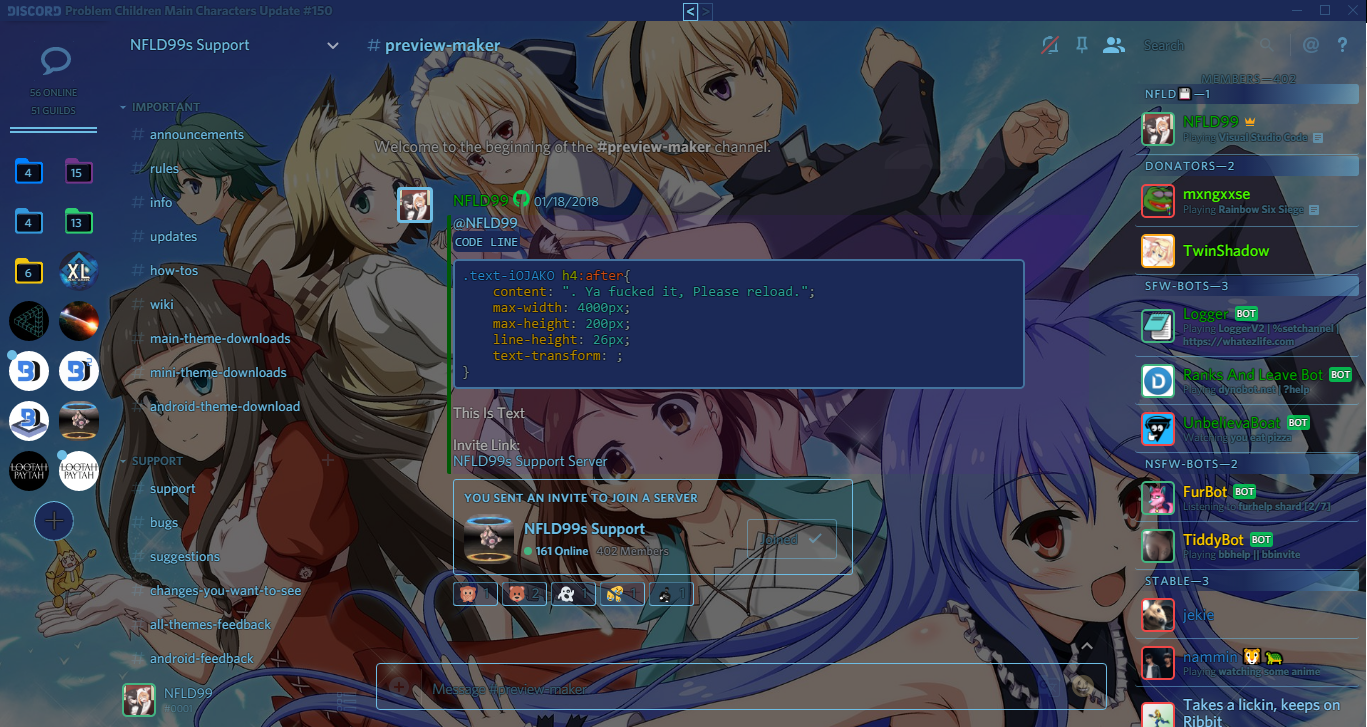 DISCORD Problem Children Main Characters Update #150
< >
NFLD99s Support
# preview-maker
Search
@ ?
56 ONLINE
51 GUILDS
4
15
4
13
6
XL
LOOTAH
PAYTAH
LOOTAH
PAYTAH
IMPORTANT
# announcements
# rules
# info
# updates
# how-tos
# wiki
# main-theme-downloads
# mini-theme-downloads
# android-theme-download
SUPPORT
# support
# bugs
# suggestions
# changes-you-want-to-see
# all-themes-feedback
# android-feedback
NFLD99
#0001
Welcome to the beginning of the #preview-maker channel.
NFLD99 01/18/2018
@NFLD99
CODE LINE
.text-iOJAKO h4:after{
content: ". Ya fucked it, Please reload.";
max-width: 4000px;
max-height: 200px;
line-height: 26px;
text-transform: ;
}
This Is Text
Invite Link:
NFLD99s Support Server
YOU SENT AN INVITE TO JOIN A SERVER
NFLD99s Support
161 Online 402 Members
Joined
1 2 1 1 1
Message #preview-maker
MEMBERS—402
NFLD💾—1
NFLD99
Playing Visual Studio Code
DONATORS—2
mxngxxse
Playing Rainbow Six Siege
TwinShadow
SFW-BOTS—3
Logger BOT
Playing LoggerV2 | %setchannel |
https://whatezlife.com
Ranks And Leave Bot BOT
Playing dynobot.net | ?help
UnbelievaBoat BOT
Watching you eat pizza
NSFW-BOTS—2
FurBot BOT
Listening to furhelp shard [2/7]
TiddyBot BOT
Playing bbhelp || bbinvite
STABLE—3
jekie
nammin 🐯🐢
Playing watching some anime
Takes a lickin, keeps on
Ribbit